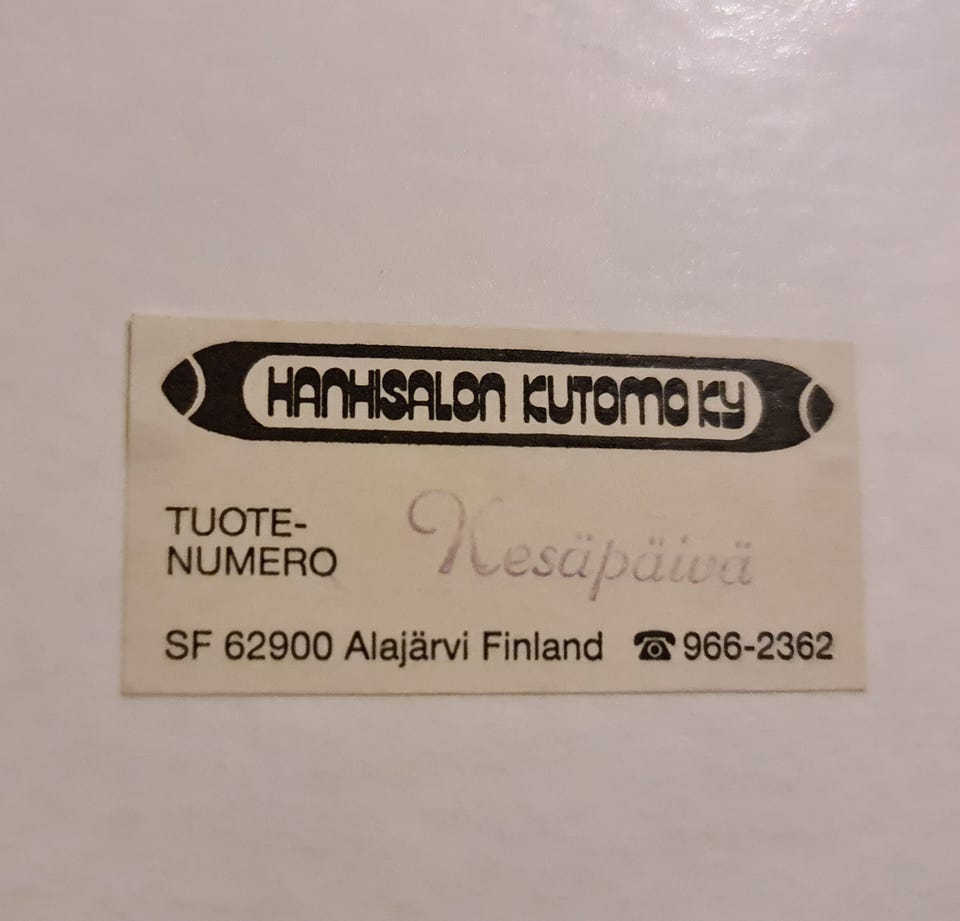 HANHISALON KUTOMO KY
TUOTE-
NUMERO
Kesäpäivä
SF 62900 Alajärvi Finland ☎ 966-2362